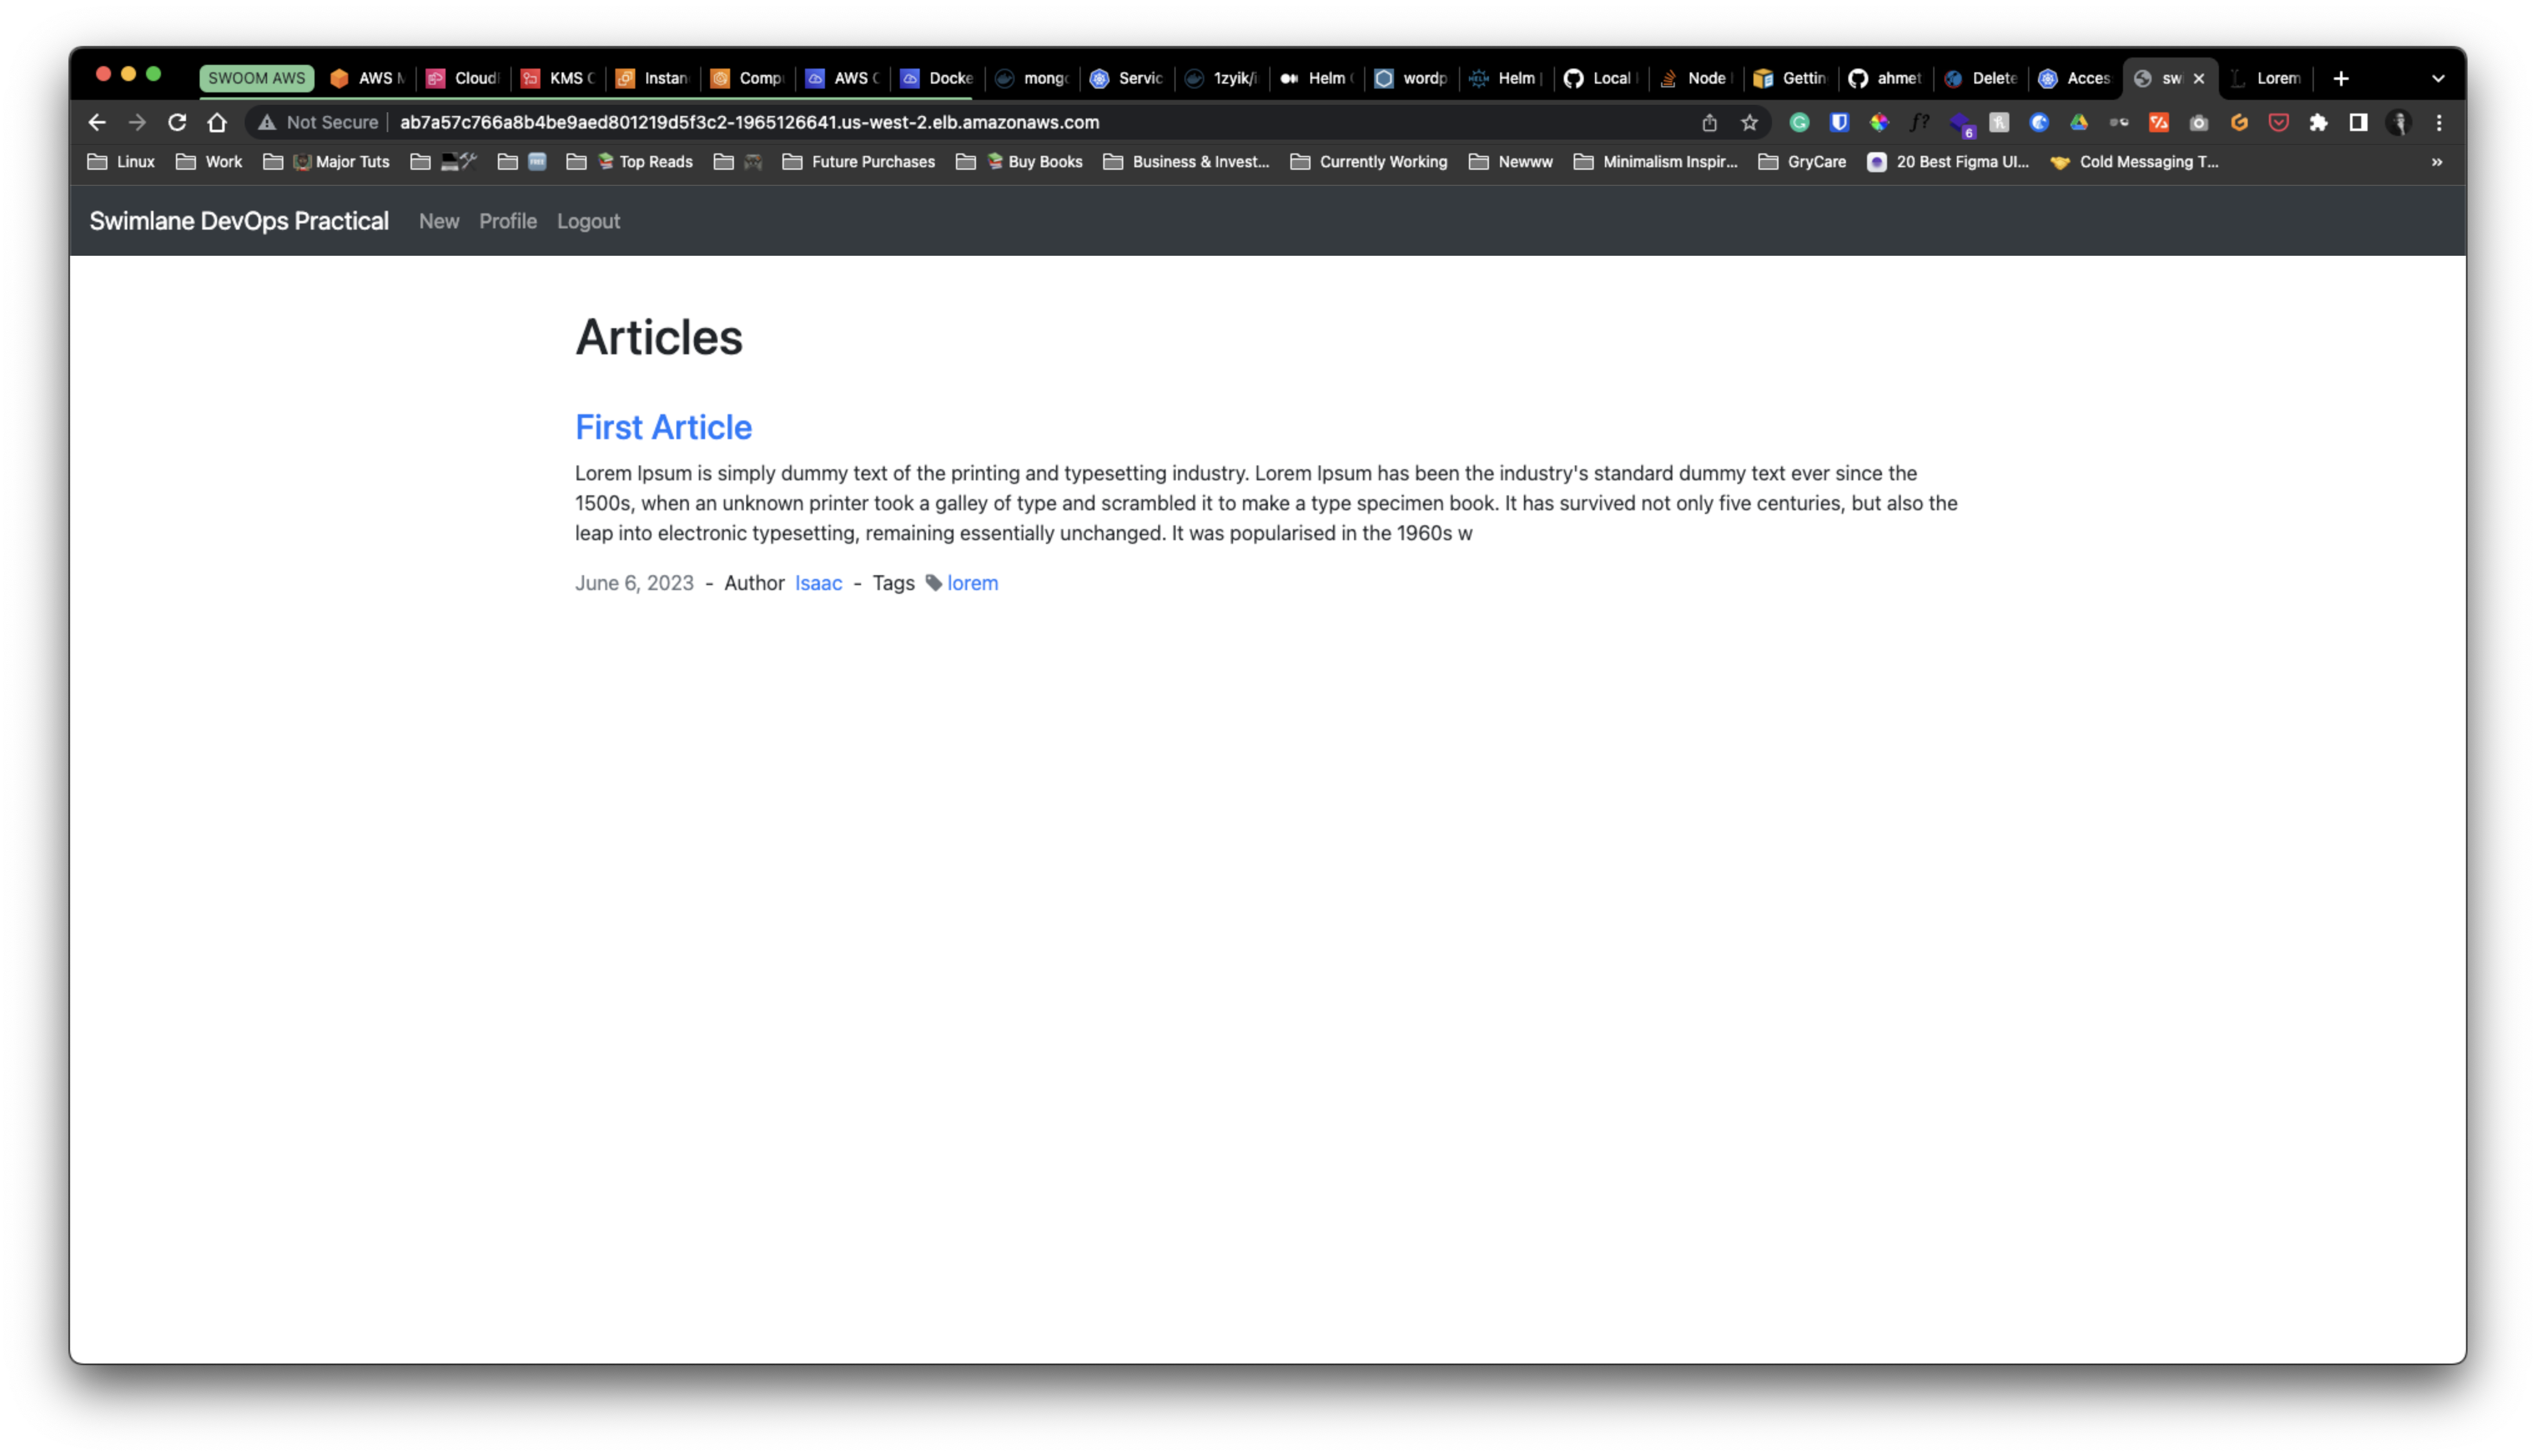 SWOOM AWS AWS Cloud KMS Instan Comp AWS Docke mong Servic 1zyik/i Helm wordp Helm Local Node Gettin ahmet Delete Acces sw Lorem
Not Secure ab7a57c766a8b4be9aed801219d5f3c2-1965126641.us-west-2.elb.amazonaws.com f? 6
Linux Work Major Tuts FREE Top Reads Future Purchases Buy Books Business & Invest... Currently Working Newww Minimalism Inspir... GryCare 20 Best Figma UI... Cold Messaging T... »
Swimlane DevOps Practical New Profile Logout
Articles
First Article
Lorem Ipsum is simply dummy text of the printing and typesetting industry. Lorem Ipsum has been the industry's standard dummy text ever since the
1500s, when an unknown printer took a galley of type and scrambled it to make a type specimen book. It has survived not only five centuries, but also the
leap into electronic typesetting, remaining essentially unchanged. It was popularised in the 1960s w
June 6, 2023 - Author Isaac - Tags lorem